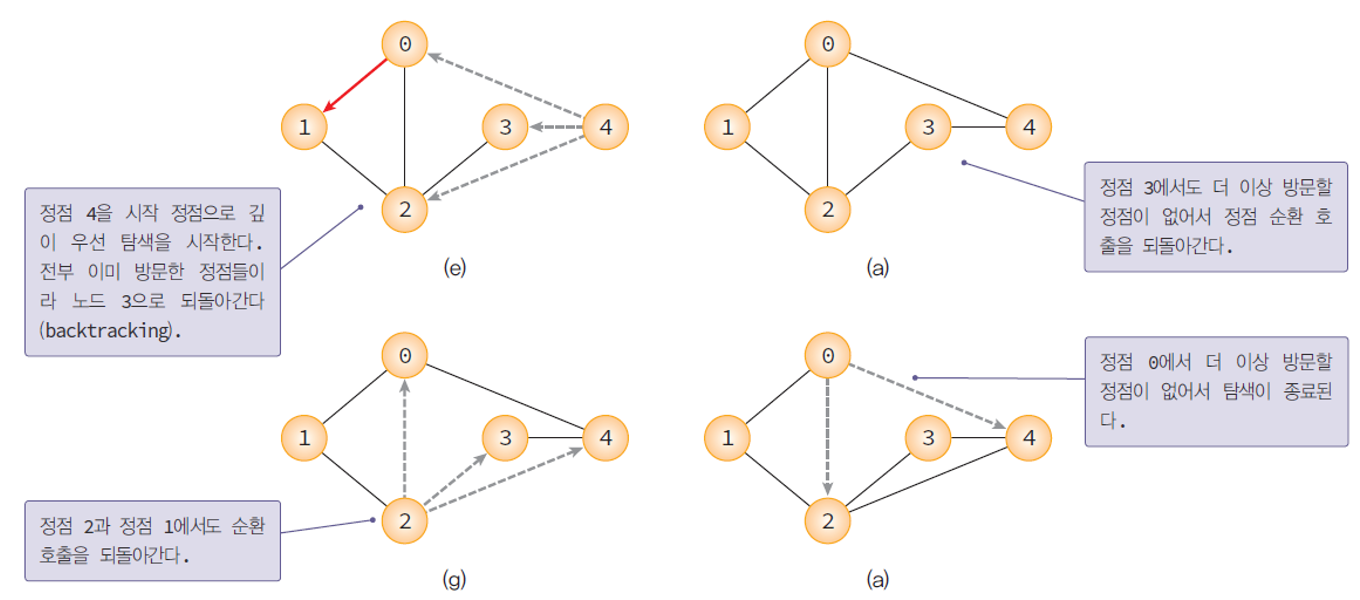 0
1
3
4
2
정점 4을 시작 정점으로 깊
이 우선 탐색을 시작한다.
전부 이미 방문한 정점들이
라 노드 3으로 되돌아간다
(backtracking).
(e)
0
1
3
4
2
정점 3에서도 더 이상 방문할
정점이 없어서 정점 순환 호
출을 되돌아간다.
(a)
0
1
3
4
2
정점 2과 정점 1에서도 순환
호출을 되돌아간다.
(g)
0
1
3
4
2
정점 0에서 더 이상 방문할
정점이 없어서 탐색이 종료된
다.
(a)